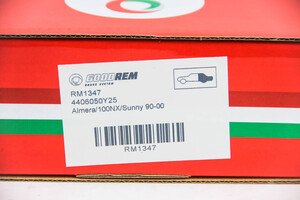 GOODREM
BRAKE SYSTEM
RM1347
4406050Y25
Almera/100NX/Sunny 90-00
RM1347